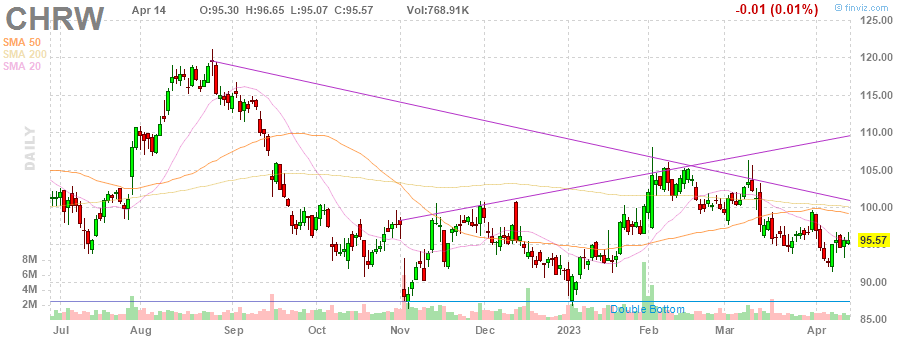 CHRW Apr 14 O:95.30 H:96.65 L:95.07 C:95.57 Vol:768.91K -0.01 (0.01%)
© finviz.com
SMA 50
SMA 200
SMA 20
DAILY
125.00
120.00
115.00
110.00
105.00
100.00
95.57
90.00
85.00
8M
6M
4M
2M
Double Bottom
Jul Aug Sep Oct Nov Dec 2023 Feb Mar Apr